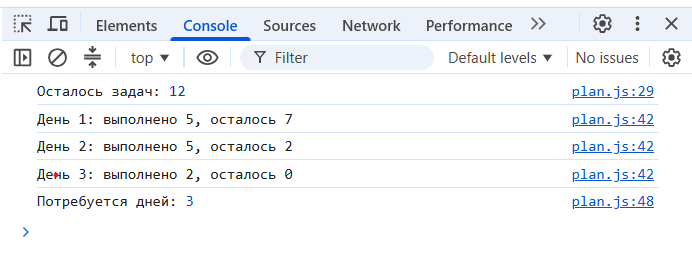 Elements Console Sources Network Performance
top Filter Default levels No issues
Осталось задач: 12 plan.js:29
День 1: выполнено 5, осталось 7 plan.js:42
День 2: выполнено 5, осталось 2 plan.js:42
День 3: выполнено 2, осталось 0 plan.js:42
Потребуется дней: 3 plan.js:48